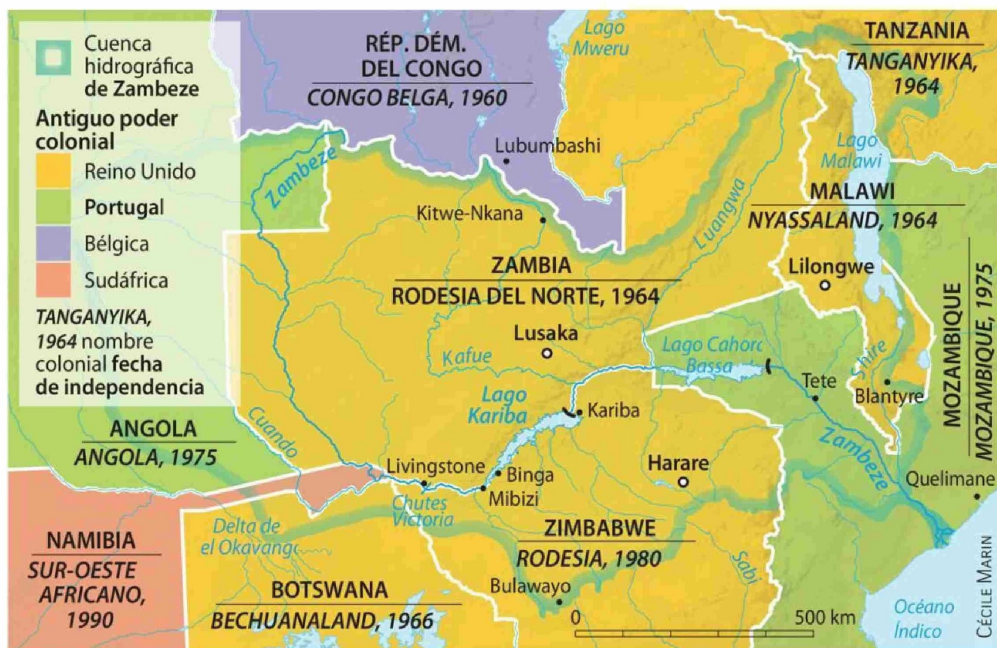 Cuenca
hidrográfica
de Zambeze
Antiguo poder
colonial
Reino Unido
Portugal
Bélgica
Sudáfrica
TANGANYIKA,
1964 nombre
colonial fecha
de independencia
RÉP. DÉM.
DEL CONGO
CONGO BELGA, 1960
Lago
Mweru
TANZANIA
TANGANYIKA,
1964
Lubumbashi
Zambeze
Lago
Malawi
Kitwe-Nkana
Luangwa
MALAWI
NYASSALAND, 1964
ZAMBIA
RODESIA DEL NORTE, 1964
Lilongwe
MOZAMBIQUE
MOZAMBIQUE, 1975
Lusaka
Kafue
Lago Cahora
Bassa
Shire
Lago
Kariba
Kariba
Tete
Blantyre
Zambeze
ANGOLA
ANGOLA, 1975
Cuando
Livingstone
Binga
Mibizi
Chutes
Victoria
Harare
Quelimane
Delta de
el Okavango
ZIMBABWE
RODESIA, 1980
Sabi
NAMIBIA
SUR-OESTE
AFRICANO,
1990
BOTSWANA
BECHUANALAND, 1966
Bulawayo
0 500 km
Océano
Índico
CÉCILE MARIN